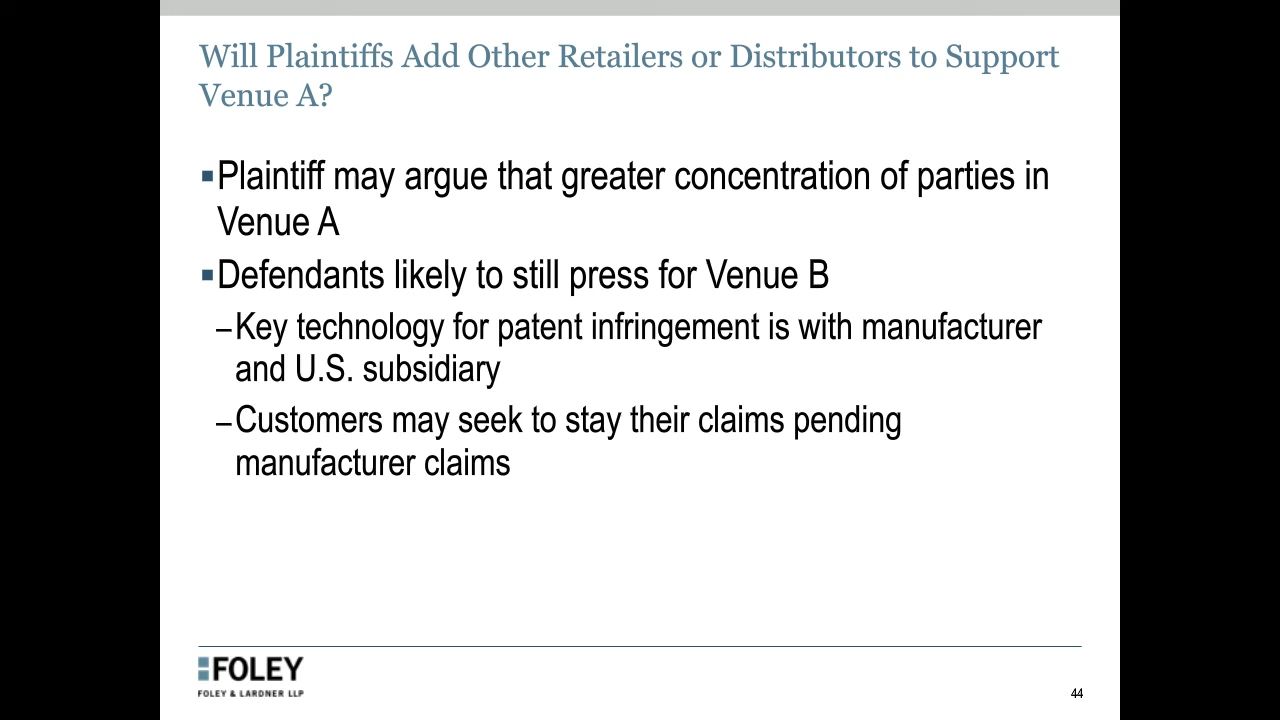 Will Plaintiffs Add Other Retailers or Distributors to Support
Venue A?
▪Plaintiff may argue that greater concentration of parties in
Venue A
▪Defendants likely to still press for Venue B
–Key technology for patent infringement is with manufacturer
and U.S. subsidiary
–Customers may seek to stay their claims pending
manufacturer claims
FOLEY
FOLEY & LARDNER LLP
44